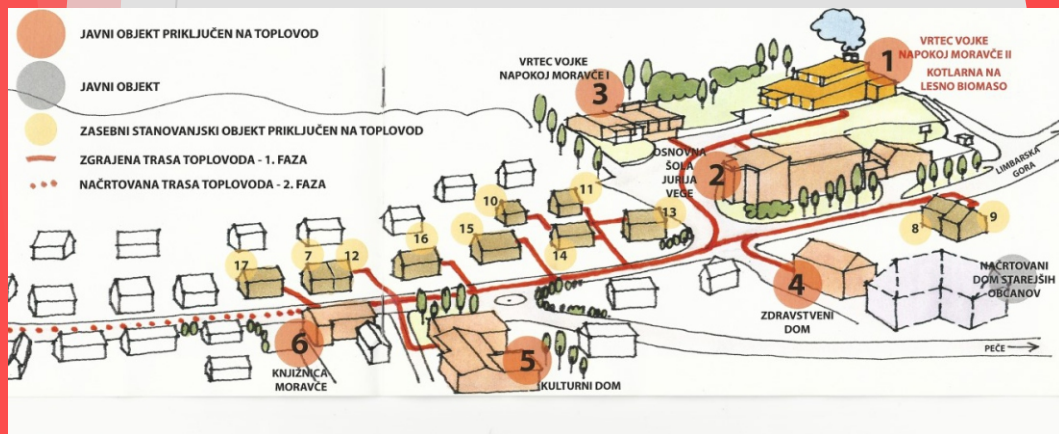 JAVNI OBJEKT PRIKLJUČEN NA TOPLOVOD
JAVNI OBJEKT
ZASEBNI STANOVANJSKI OBJEKT PRIKLJUČEN NA TOPLOVOD
ZGRAJENA TRASA TOPLOVODA - 1. FAZA
NAČRTOVANA TRASA TOPLOVODA - 2. FAZA
VRTEC VOJKE
NAPOKOJ MORAVČE I
3
1
VRTEC VOJKE
NAPOKOJ MORAVČE II
KOTLARNA NA
LESNO BIOMASO
OSNOVNA
ŠOLA
JURIJA
VEGE
2
LIMBARSKA
GORA
10
11
15
14
13
16
17
7
12
8
9
4
ZDRAVSTVENI
DOM
NAČRTOVANI
DOM STAREJŠIH
OBČANOV
PEČE
6
KNJIŽNICA
MORAVČE
5
KULTURNI DOM